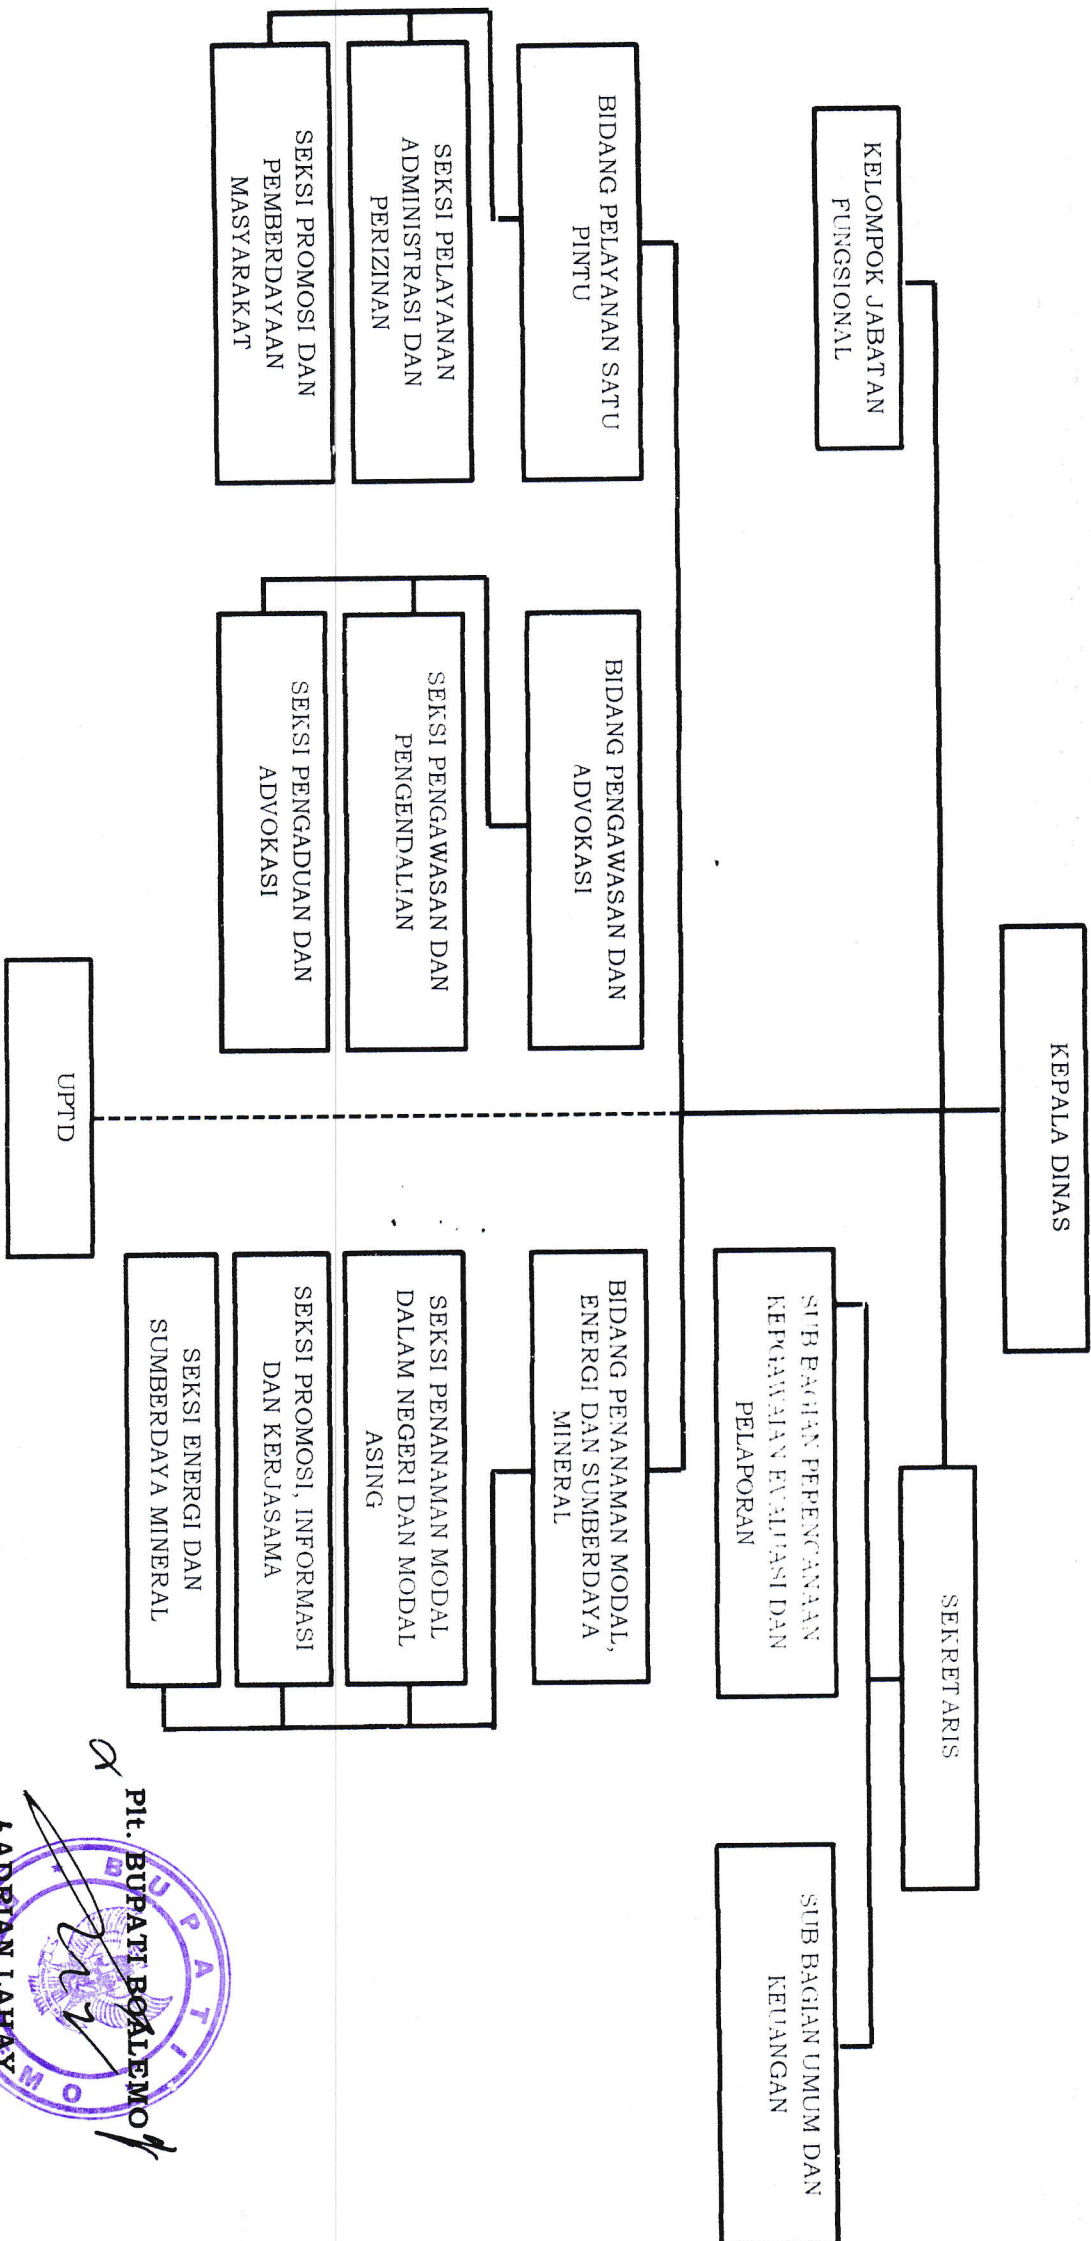 KEPALA DINAS
KELOMPOK JABATAN
FUNGSIONAL
SEKRETARIS
SUB BAGIAN PERENCANAAN
KEPGAWAIAN EVALUASI DAN
PELAPORAN
SUB BAGIAN UMUM DAN
KEUANGAN
BIDANG PELAYANAN SATU
PINTU
SEKSI PELAYANAN
ADMINISTRASI DAN
PERIZINAN
SEKSI PROMOSI DAN
PEMBERDAYAAN
MASYARAKAT
BIDANG PENGAWASAN DAN
ADVOKASI
SEKSI PENGAWASAN DAN
PENGENDALIAN
SEKSI PENGADUAN DAN
ADVOKASI
BIDANG PENANAMAN MODAL,
ENERGI DAN SUMBERDAYA
MINERAL
SEKSI PENANAMAN MODAL
DALAM NEGERI DAN MODAL
ASING
SEKSI PROMOSI, INFORMASI
DAN KERJASAMA
SEKSI ENERGI DAN
SUMBERDAYA MINERAL
UPTD
Plt. BUPATI BOALEMO
BUPATI
LAHAY